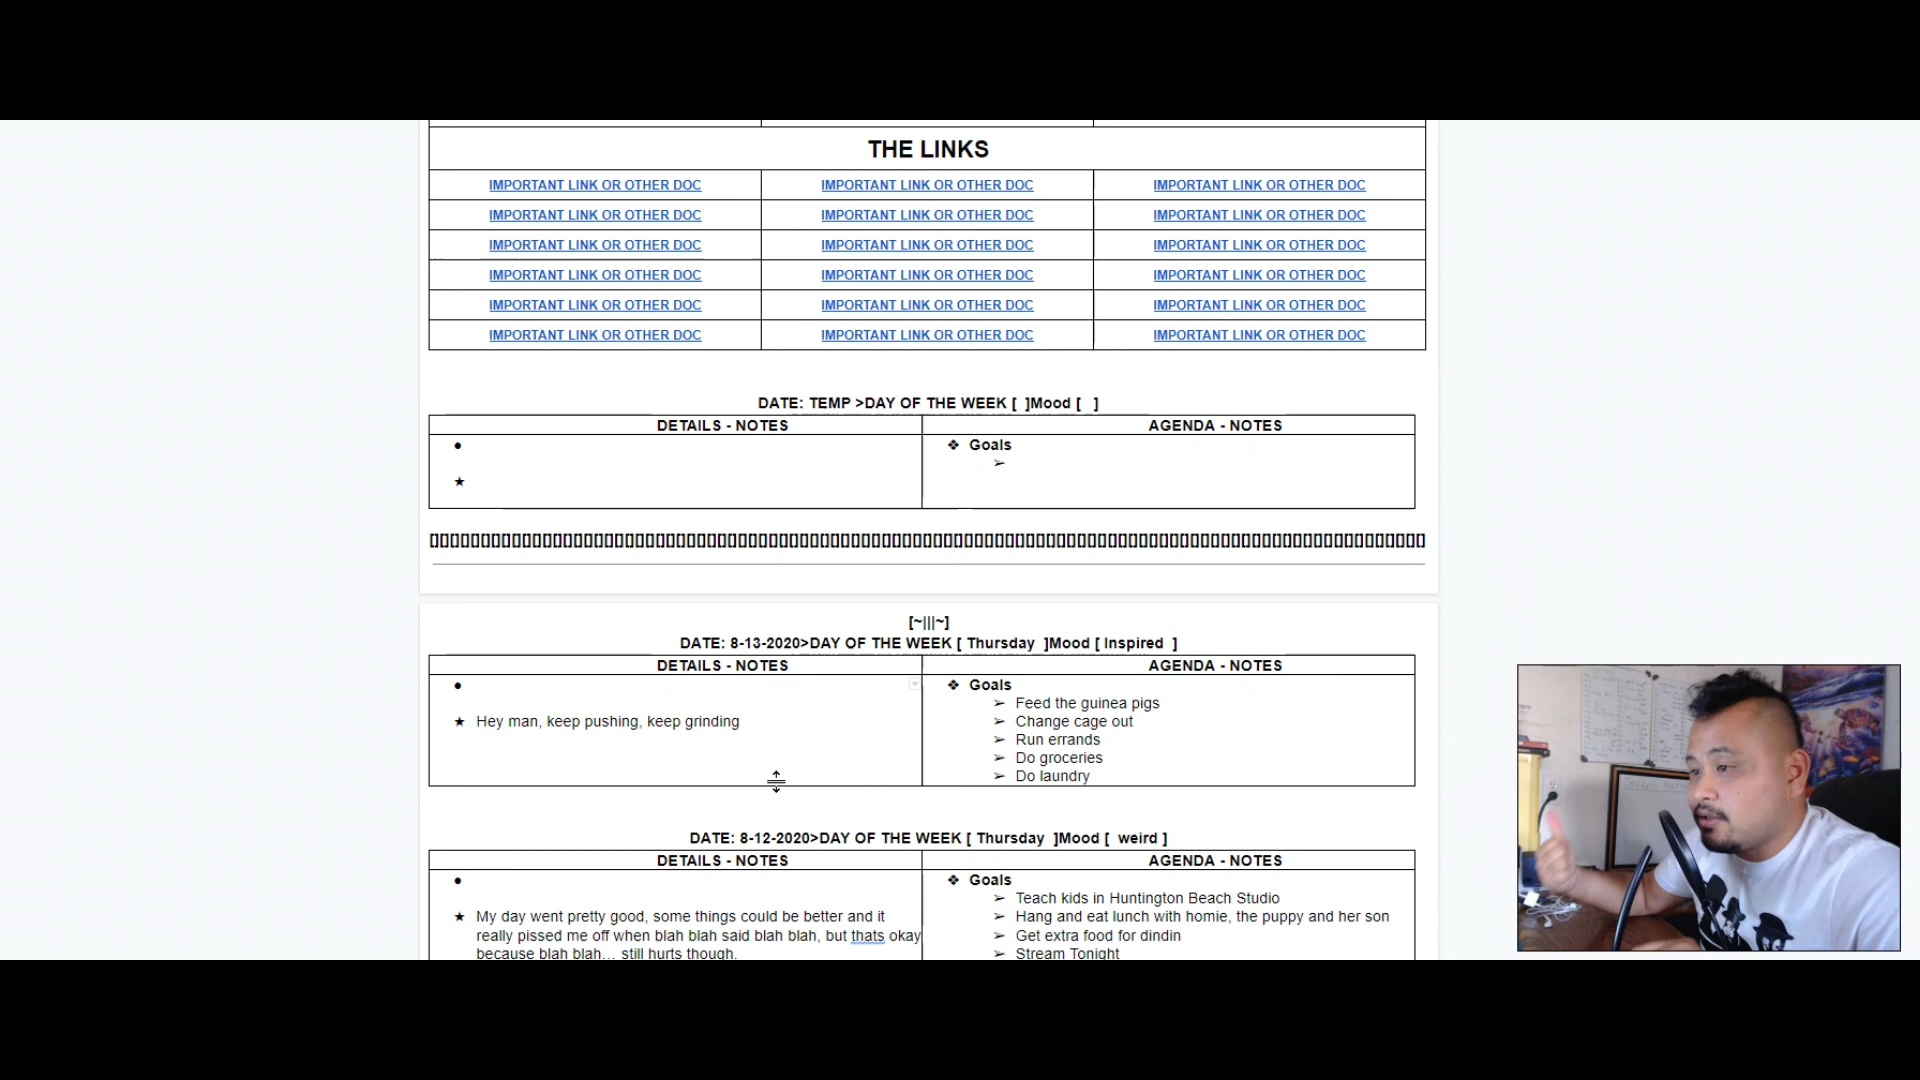 THE LINKS
IMPORTANT LINK OR OTHER DOC IMPORTANT LINK OR OTHER DOC IMPORTANT LINK OR OTHER DOC
IMPORTANT LINK OR OTHER DOC IMPORTANT LINK OR OTHER DOC IMPORTANT LINK OR OTHER DOC
IMPORTANT LINK OR OTHER DOC IMPORTANT LINK OR OTHER DOC IMPORTANT LINK OR OTHER DOC
IMPORTANT LINK OR OTHER DOC IMPORTANT LINK OR OTHER DOC IMPORTANT LINK OR OTHER DOC
IMPORTANT LINK OR OTHER DOC IMPORTANT LINK OR OTHER DOC IMPORTANT LINK OR OTHER DOC
IMPORTANT LINK OR OTHER DOC IMPORTANT LINK OR OTHER DOC IMPORTANT LINK OR OTHER DOC
DATE: TEMP >DAY OF THE WEEK [ ]Mood [ ]
DETAILS - NOTES
AGENDA - NOTES
●
★
❖ Goals
➢
[~|||~]
DATE: 8-13-2020>DAY OF THE WEEK [ Thursday ]Mood [ Inspired ]
DETAILS - NOTES
AGENDA - NOTES
●
★ Hey man, keep pushing, keep grinding
❖ Goals
➢ Feed the guinea pigs
➢ Change cage out
➢ Run errands
➢ Do groceries
➢ Do laundry
DATE: 8-12-2020>DAY OF THE WEEK [ Thursday ]Mood [ weird ]
DETAILS - NOTES
AGENDA - NOTES
●
★ My day went pretty good, some things could be better and it
really pissed me off when blah blah said blah blah, but thats okay
because blah blah… still hurts though.
❖ Goals
➢ Teach kids in Huntington Beach Studio
➢ Hang and eat lunch with homie, the puppy and her son
➢ Get extra food for dindin
➢ Stream Tonight